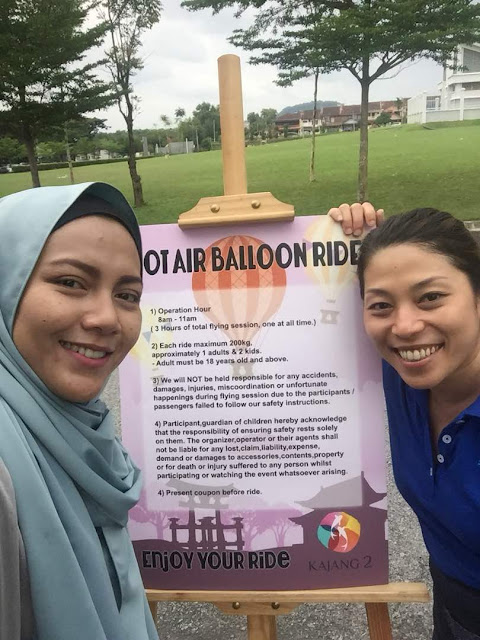 OT AIR BALLOON RIDE
1) Operation Hour
8am - 11am
( 3 Hours of total flying session, one at all time.)
2) Each ride maximum 200kg,
approximately 1 adults & 2 kids.
- Adult must be 18 years old and above.
3) We will NOT be held responsible for any accidents,
damages, injuries, miscoordination or unfortunate
happenings during flying session due to the participants /
passengers failed to follow our safety instructions.
4) Participant,guardian of children hereby acknowledge
that the responsibility of ensuring safety rests solely
on them. The organizer,operator or their agents shall
not be liable for any lost,claim,liability,expense,
demand or damages to accessories,contents,property
or for death or injury suffered to any person whilst
participating or watching the event whatsoever arising.
4) Present coupon before ride.
ENJOY YOUR RIDE
KAJANG 2